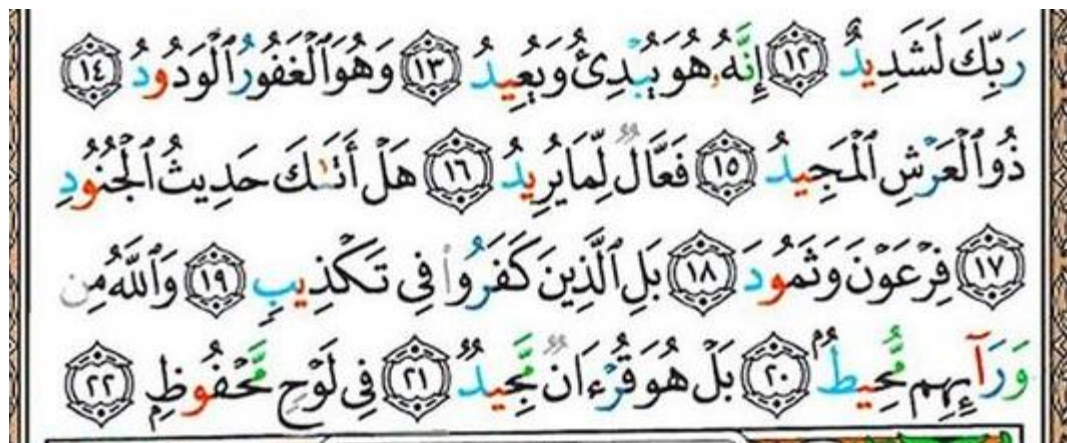 رَبِّكَ لَشَدِيدٌ ١٢ إِنَّهُۥ هُوَ يُبْدِئُ وَيُعِيدُ ١٣ وَهُوَ ٱلْغَفُورُ ٱلْوَدُودُ ١٤
ذُو ٱلْعَرْشِ ٱلْمَجِيدُ ١٥ فَعَّالٌ لِّمَا يُرِيدُ ١٦ هَلْ أَتَىٰكَ حَدِيثُ ٱلْجُنُودِ
١٧ فِرْعَوْنَ وَثَمُودَ ١٨ بَلِ ٱلَّذِينَ كَفَرُوا۟ فِى تَكْذِيبٍ ١٩ وَٱللَّهُ مِن
وَرَآئِهِم مُّحِيطٌۢ ٢٠ بَلْ هُوَ قُرْءَانٌ مَّجِيدٌ ٢١ فِى لَوْحٍ مَّحْفُوظٍۭ ٢٢